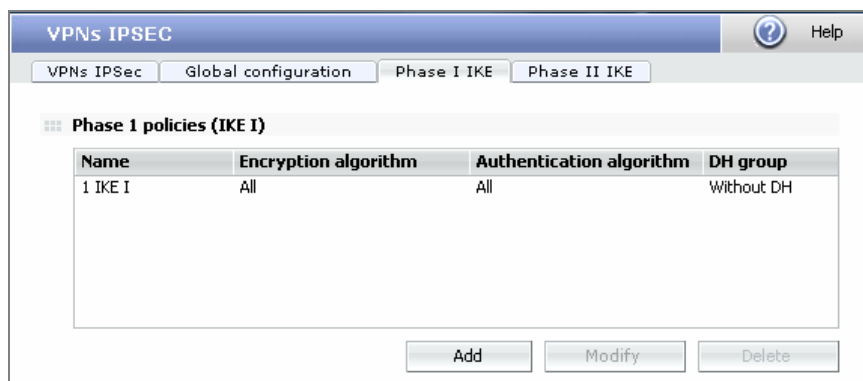 VPNs IPSEC
? Help
VPNs IPSec Global configuration Phase I IKE Phase II IKE
Phase 1 policies (IKE I)
Name Encryption algorithm Authentication algorithm DH group
1 IKE I All All Without DH
Add Modify Delete